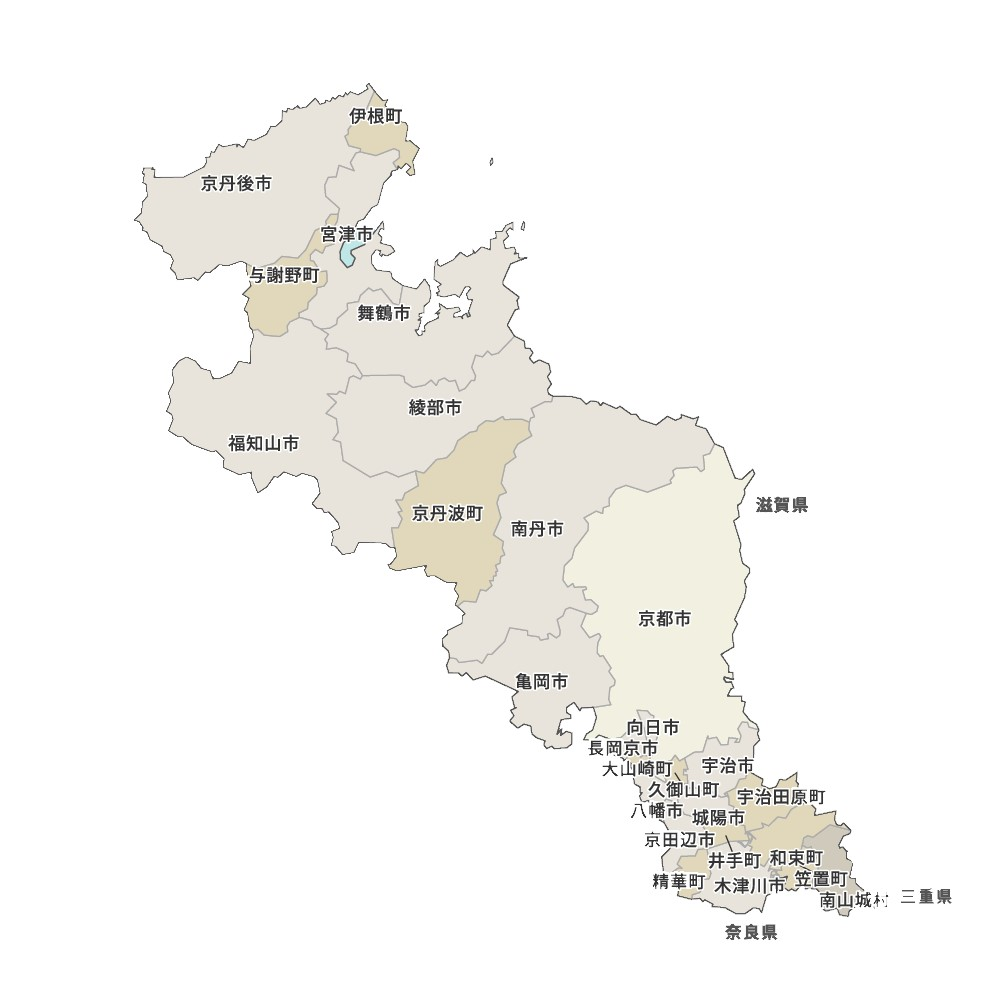 伊根町
京丹後市
宮津市
与謝野町
舞鶴市
綾部市
福知山市
滋賀県
京丹波町
南丹市
京都市
亀岡市
向日市
長岡京市
宇治市
大山崎町
久御山町
宇治田原町
八幡市
城陽市
京田辺市
井手町
和束町
精華町
木津川市
笠置町
南山城村
三重県
奈良県